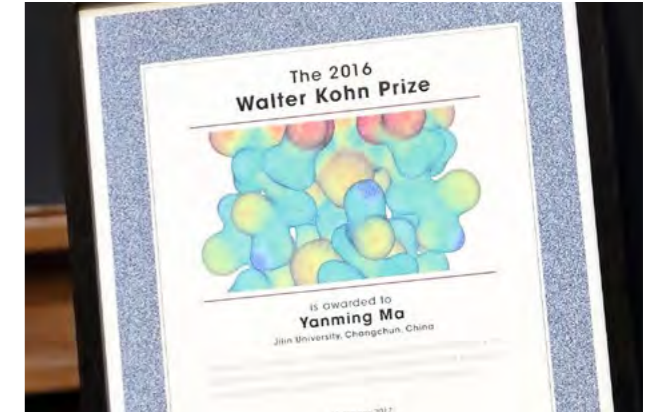 The 2016
Walter Kohn Prize
is awarded to
Yanming Ma
Jilin University, Changchun, China